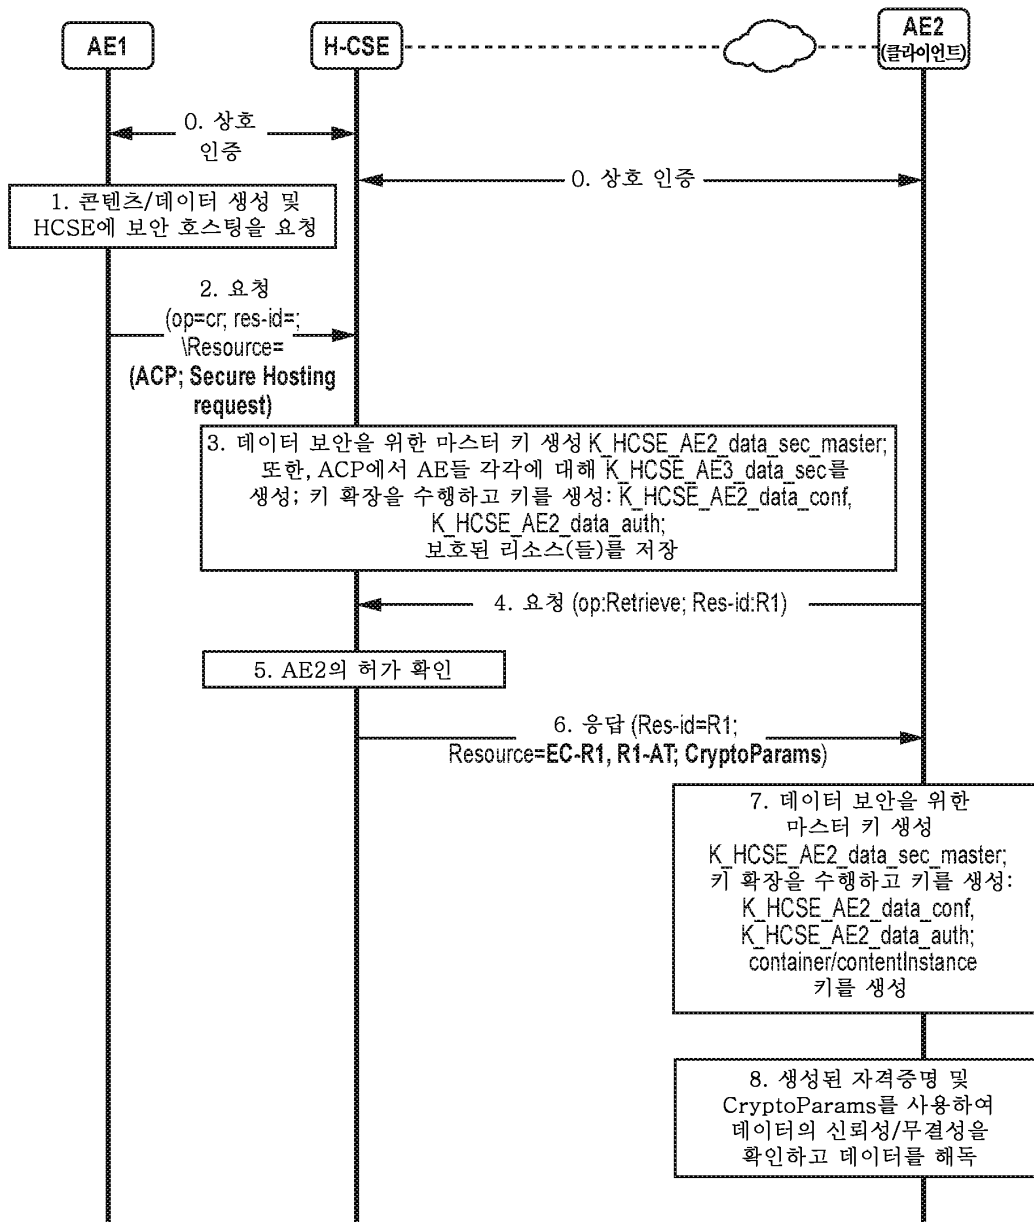 AE1
H-CSE
AE2
(클라이언트)
0. 상호
인증
0. 상호 인증
1. 콘텐츠/데이터 생성 및
HCSE에 보안 호스팅을 요청
2. 요청
(op=cr; res-id=;
\Resource=
(ACP; Secure Hosting
request)
3. 데이터 보안을 위한 마스터 키 생성 K_HCSE_AE2_data_sec_master;
또한, ACP에서 AE들 각각에 대해 K_HCSE_AE3_data_sec를
생성; 키 확장을 수행하고 키를 생성: K_HCSE_AE2_data_conf,
K_HCSE_AE2_data_auth;
보호된 리소스(들)를 저장
4. 요청 (op:Retrieve; Res-id:R1)
5. AE2의 허가 확인
6. 응답 (Res-id=R1;
Resource=EC-R1, R1-AT; CryptoParams)
7. 데이터 보안을 위한
마스터 키 생성
K_HCSE_AE2_data_sec_master;
키 확장을 수행하고 키를 생성:
K_HCSE_AE2_data_conf,
K_HCSE_AE2_data_auth;
container/contentInstance
키를 생성
8. 생성된 자격증명 및
CryptoParams를 사용하여
데이터의 신뢰성/무결성을
확인하고 데이터를 해독